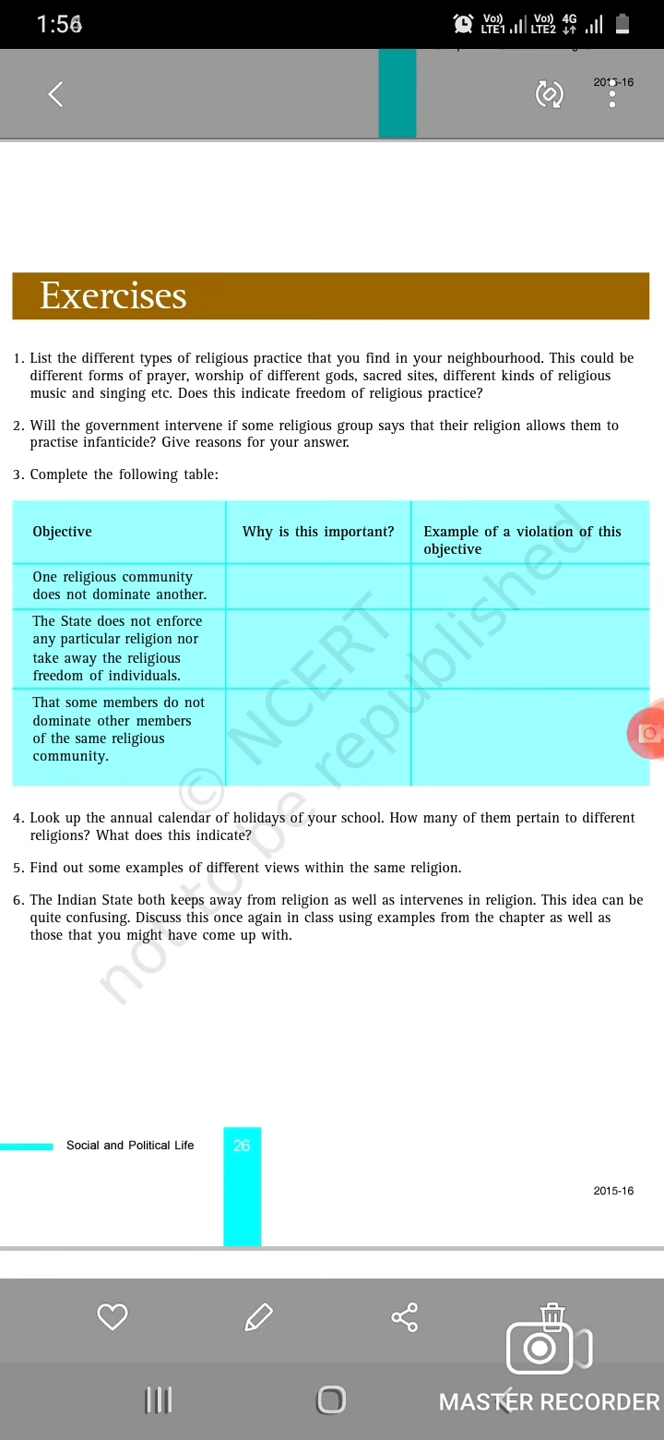 1:54
Vo)) LTE1 Vo)) LTE2 4G
2015-16
Exercises
1. List the different types of religious practice that you find in your neighbourhood. This could be
different forms of prayer, worship of different gods, sacred sites, different kinds of religious
music and singing etc. Does this indicate freedom of religious practice?
2. Will the government intervene if some religious group says that their religion allows them to
practise infanticide? Give reasons for your answer.
3. Complete the following table:
Objective
Why is this important?
Example of a violation of this
objective
One religious community
does not dominate another.
The State does not enforce
any particular religion nor
take away the religious
freedom of individuals.
That some members do not
dominate other members
of the same religious
community.
© NCERT
not to be republished
4. Look up the annual calendar of holidays of your school. How many of them pertain to different
religions? What does this indicate?
5. Find out some examples of different views within the same religion.
6. The Indian State both keeps away from religion as well as intervenes in religion. This idea can be
quite confusing. Discuss this once again in class using examples from the chapter as well as
those that you might have come up with.
Social and Political Life
26
2015-16
MASTER RECORDER